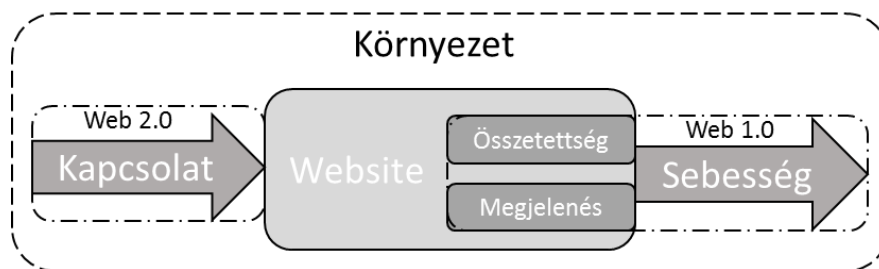 Környezet
Web 2.0
Kapcsolat
Website
Összetettség
Megjelenés
Web 1.0
Sebesség